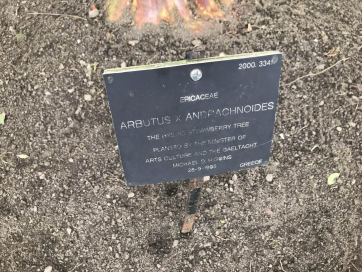 2000. 334
ERICACEAE
ARBUTUS X ANDRACHNOIDES
THE HYBRID STRAWBERRY TREE
PLANTED BY THE MINISTER OF
ARTS CULTURE AND THE GAELTACHT
MICHAEL D. HIGGINS
GREECE